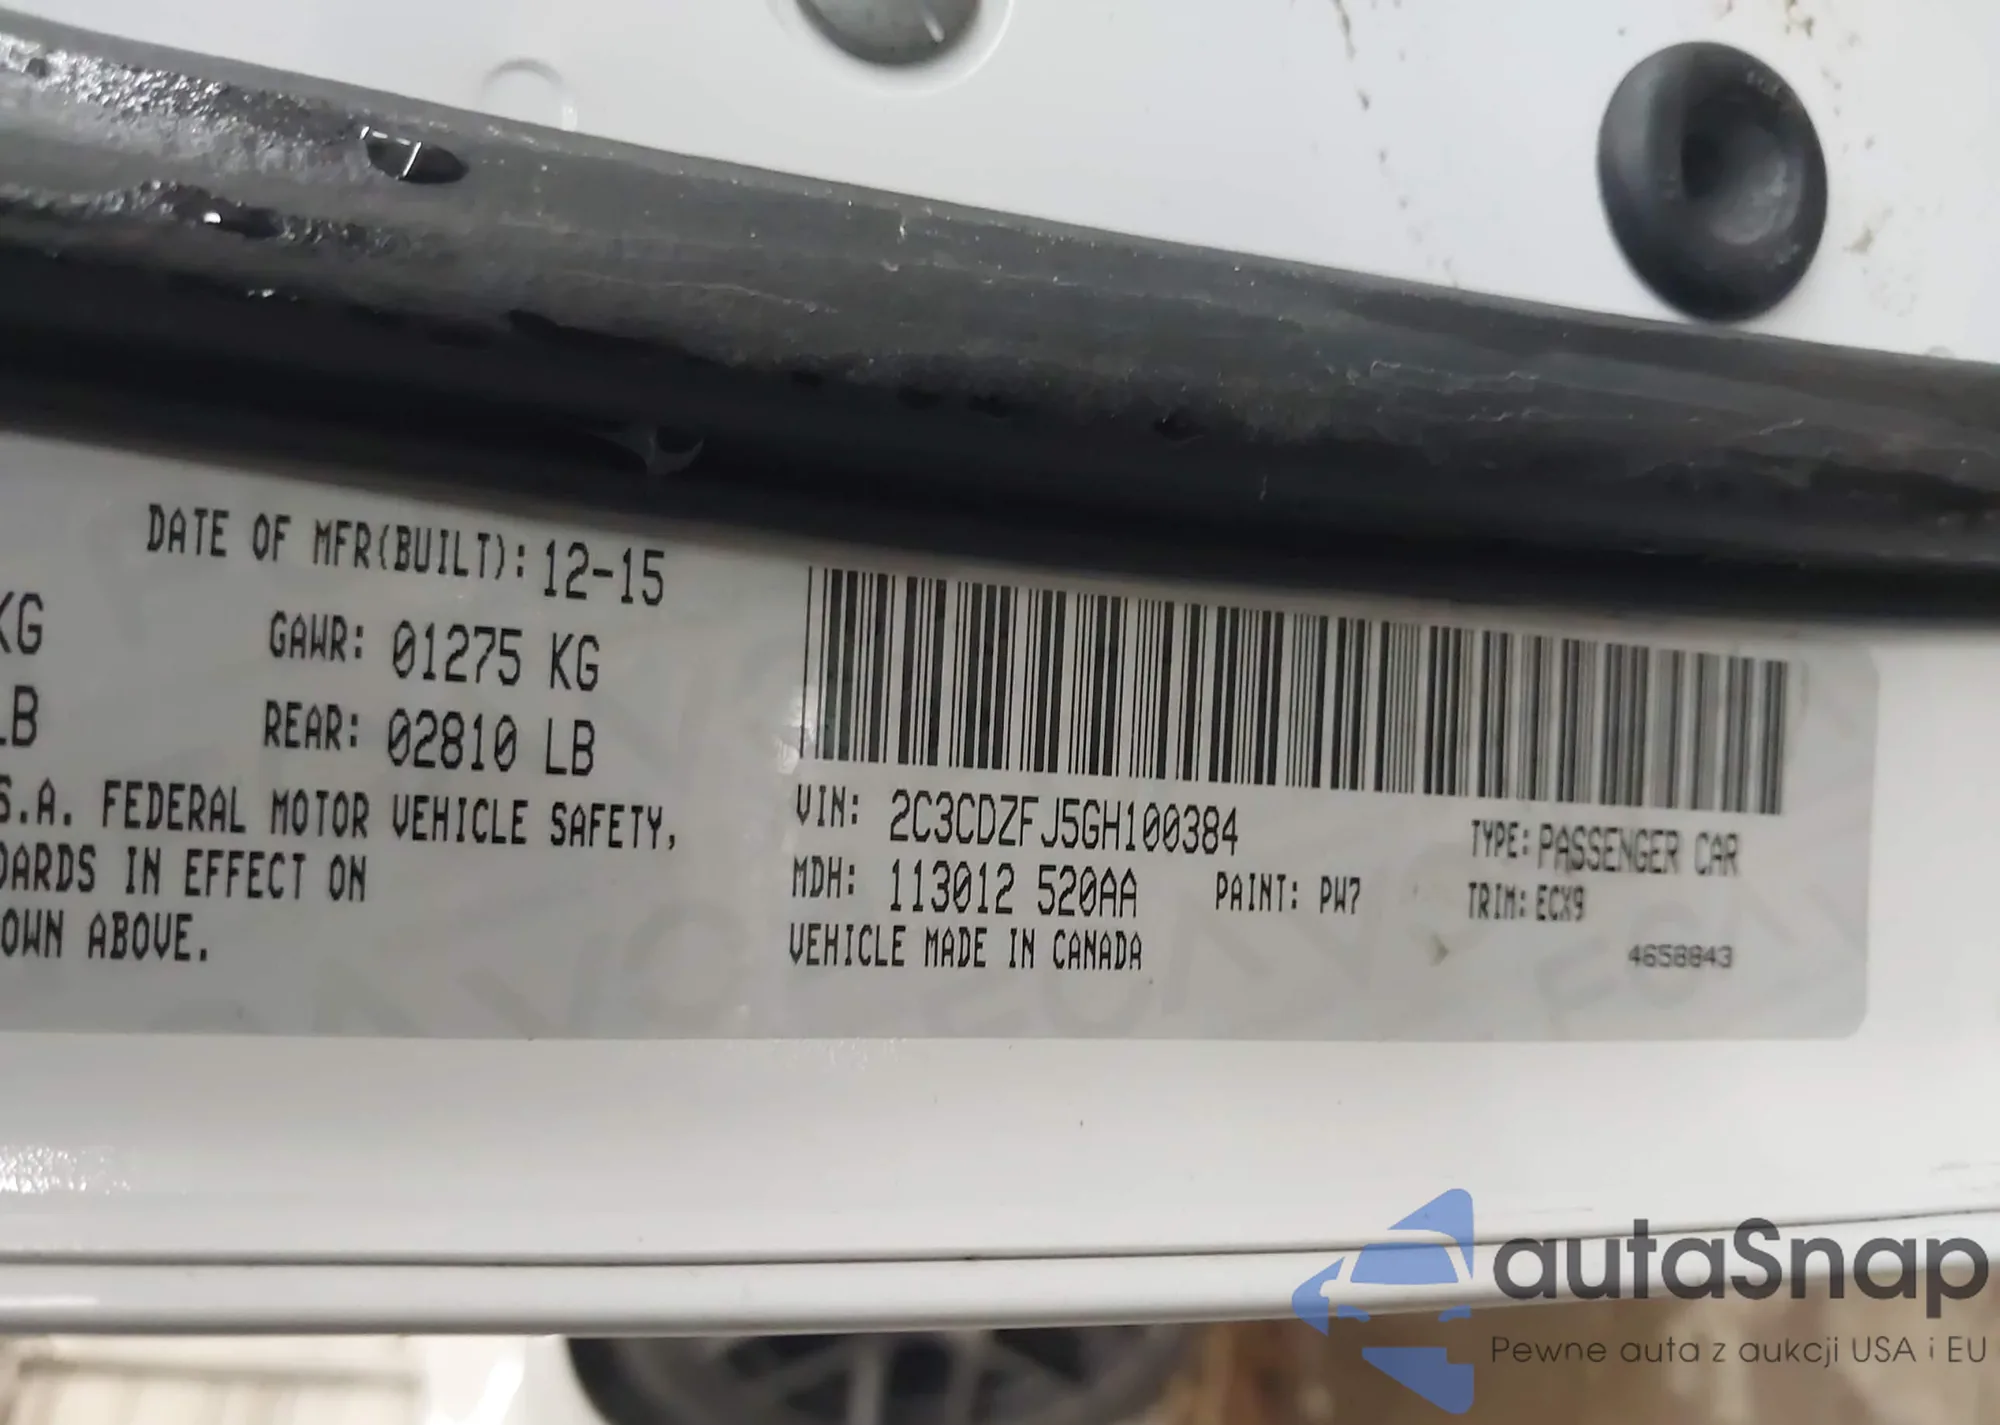 DATE OF MFR(BUILT): 12-15
KG GAWR: 01275 KG
LB REAR: 02810 LB
S.A. FEDERAL MOTOR VEHICLE SAFETY,
DARDS IN EFFECT ON
OWN ABOVE.
VIN: 2C3CDZFJ5GH100384 TYPE: PASSENGER CAR
MDH: 113012 520AA PAINT: PW7 TRIM: ECX9
VEHICLE MADE IN CANADA
4658843
autaSnap
Pewne auta z aukcji USA i EU